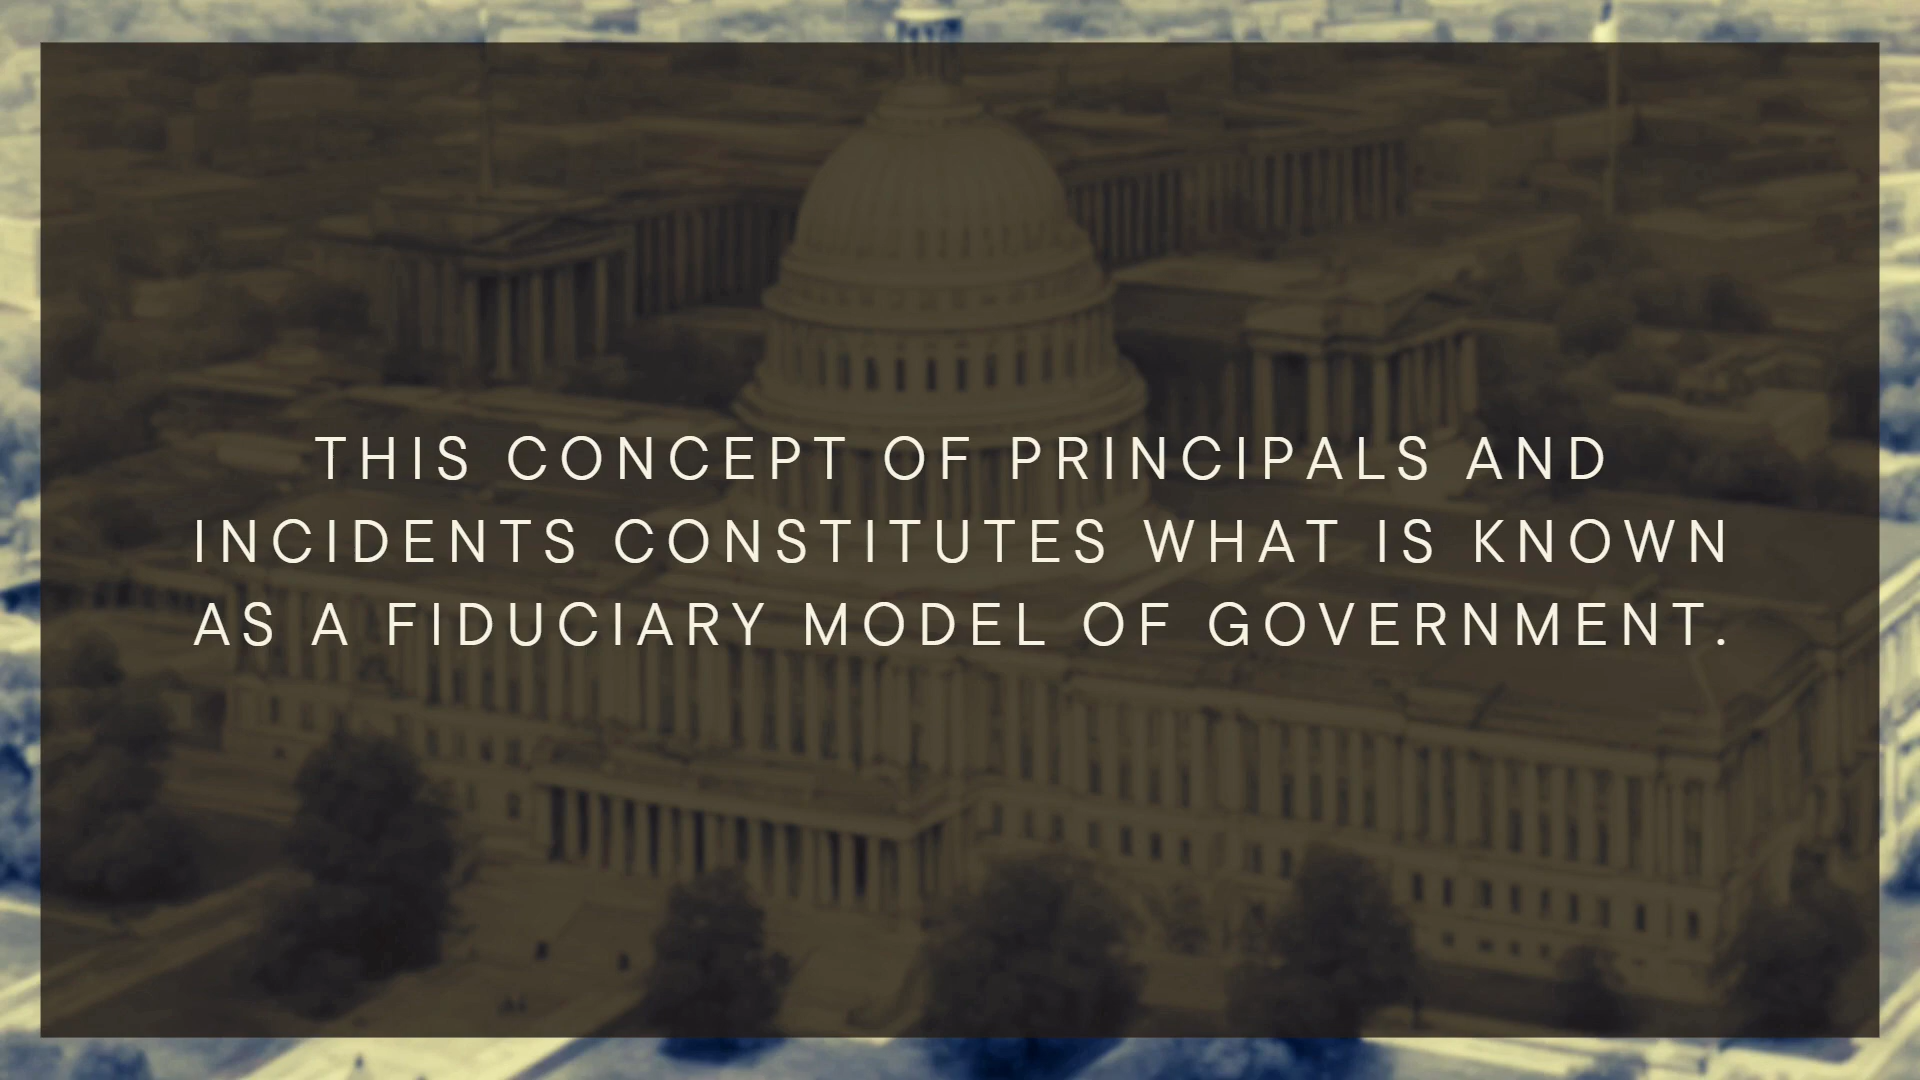 THIS CONCEPT OF PRINCIPALS AND
INCIDENTS CONSTITUTES WHAT IS KNOWN
AS A FIDUCIARY MODEL OF GOVERNMENT.